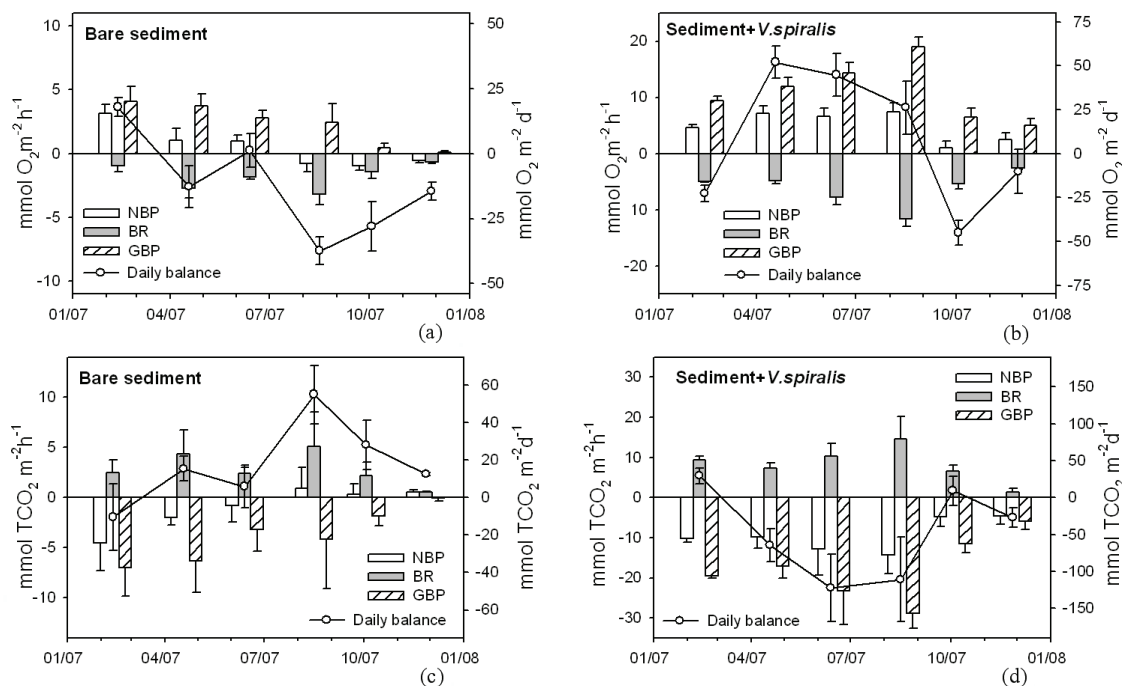 Bare sediment
mmol O2m-2 h-1
10
5
0
-5
-10
50
25
0
-25
-50
mmol O2 m-2 d-1
NBP
BR
GBP
Daily balance
01/07 04/07 07/07 10/07 01/08
(a)
Sediment+V.spiralis
mmol O2m-2 h-1
20
10
0
10
-20
75
50
25
0
-25
-50
-75
mmol O2 m-2 d-1
NBP
BR
GBP
Daily balance
01/07 04/07 07/07 10/07 01/08
(b)
Bare sediment
mmol TCO2 m-2h-1
10
5
0
-5
-10
60
40
20
0
-20
-40
-60
mmol TCO2 m-2d-1
NBP
BR
GBP
Daily balance
01/07 04/07 07/07 10/07 01/08
(c)
Sediment+V.spiralis
mmol TCO2 m-2h-1
30
20
10
0
-10
-20
-30
150
100
50
0
-50
-100
-150
mmol TCO2 m-2d-1
NBP
BR
GBP
Daily balance
01/07 04/07 07/07 10/07 01/08
(d)